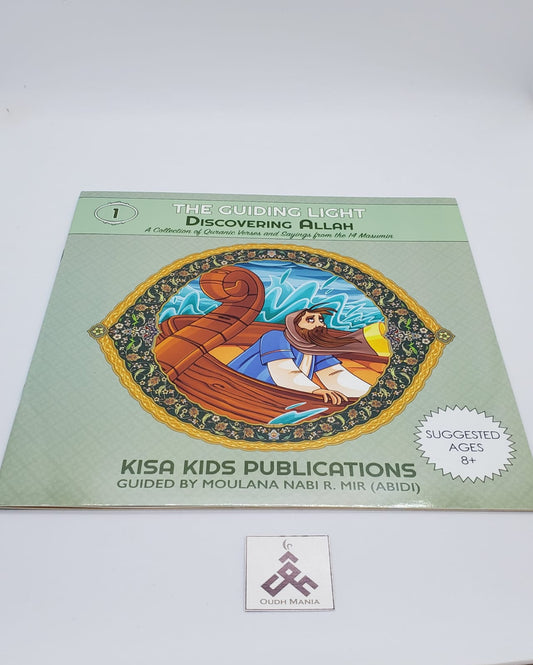 1
THE GUIDING LIGHT
DISCOVERING ALLAH
A Collection of Quranic Verses and Sayings from the 14 Masumin
SUGGESTED
AGES
8+
KISA KIDS PUBLICATIONS
GUIDED BY MOULANA NABI R. MIR (ABIDI)
OUDH MANIA